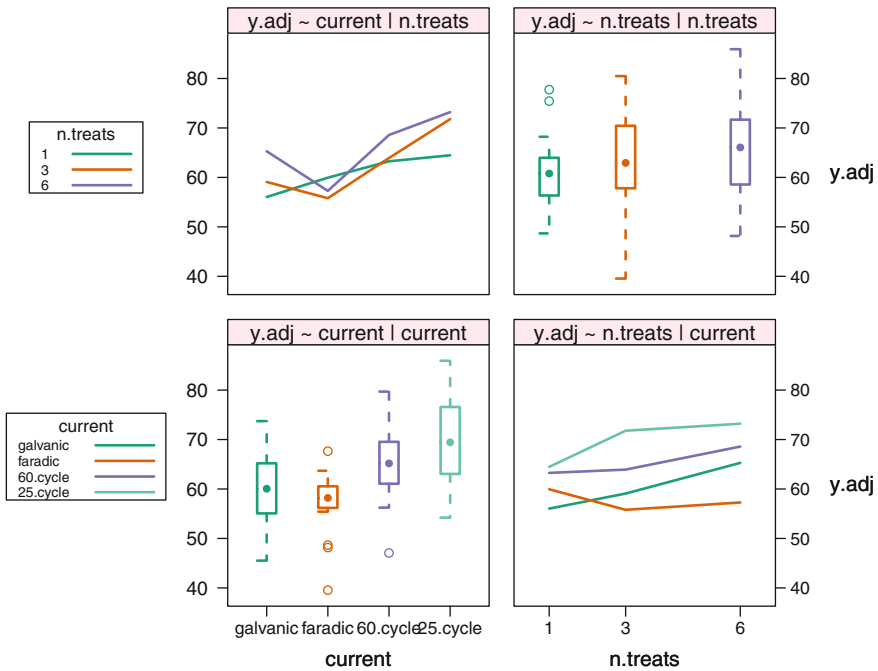 y.adj ~ current | n.treats
y.adj ~ n.treats | n.treats
80
70
60
50
40
n.treats
1
3
6
80
70
60
50
40
y.adj
y.adj ~ current | current
y.adj ~ n.treats | current
80
70
60
50
40
current
galvanic
faradic
60.cycle
25.cycle
80
70
60
50
40
y.adj
galvanic faradic 60.cycle 25.cycle
1 3 6
current
n.treats